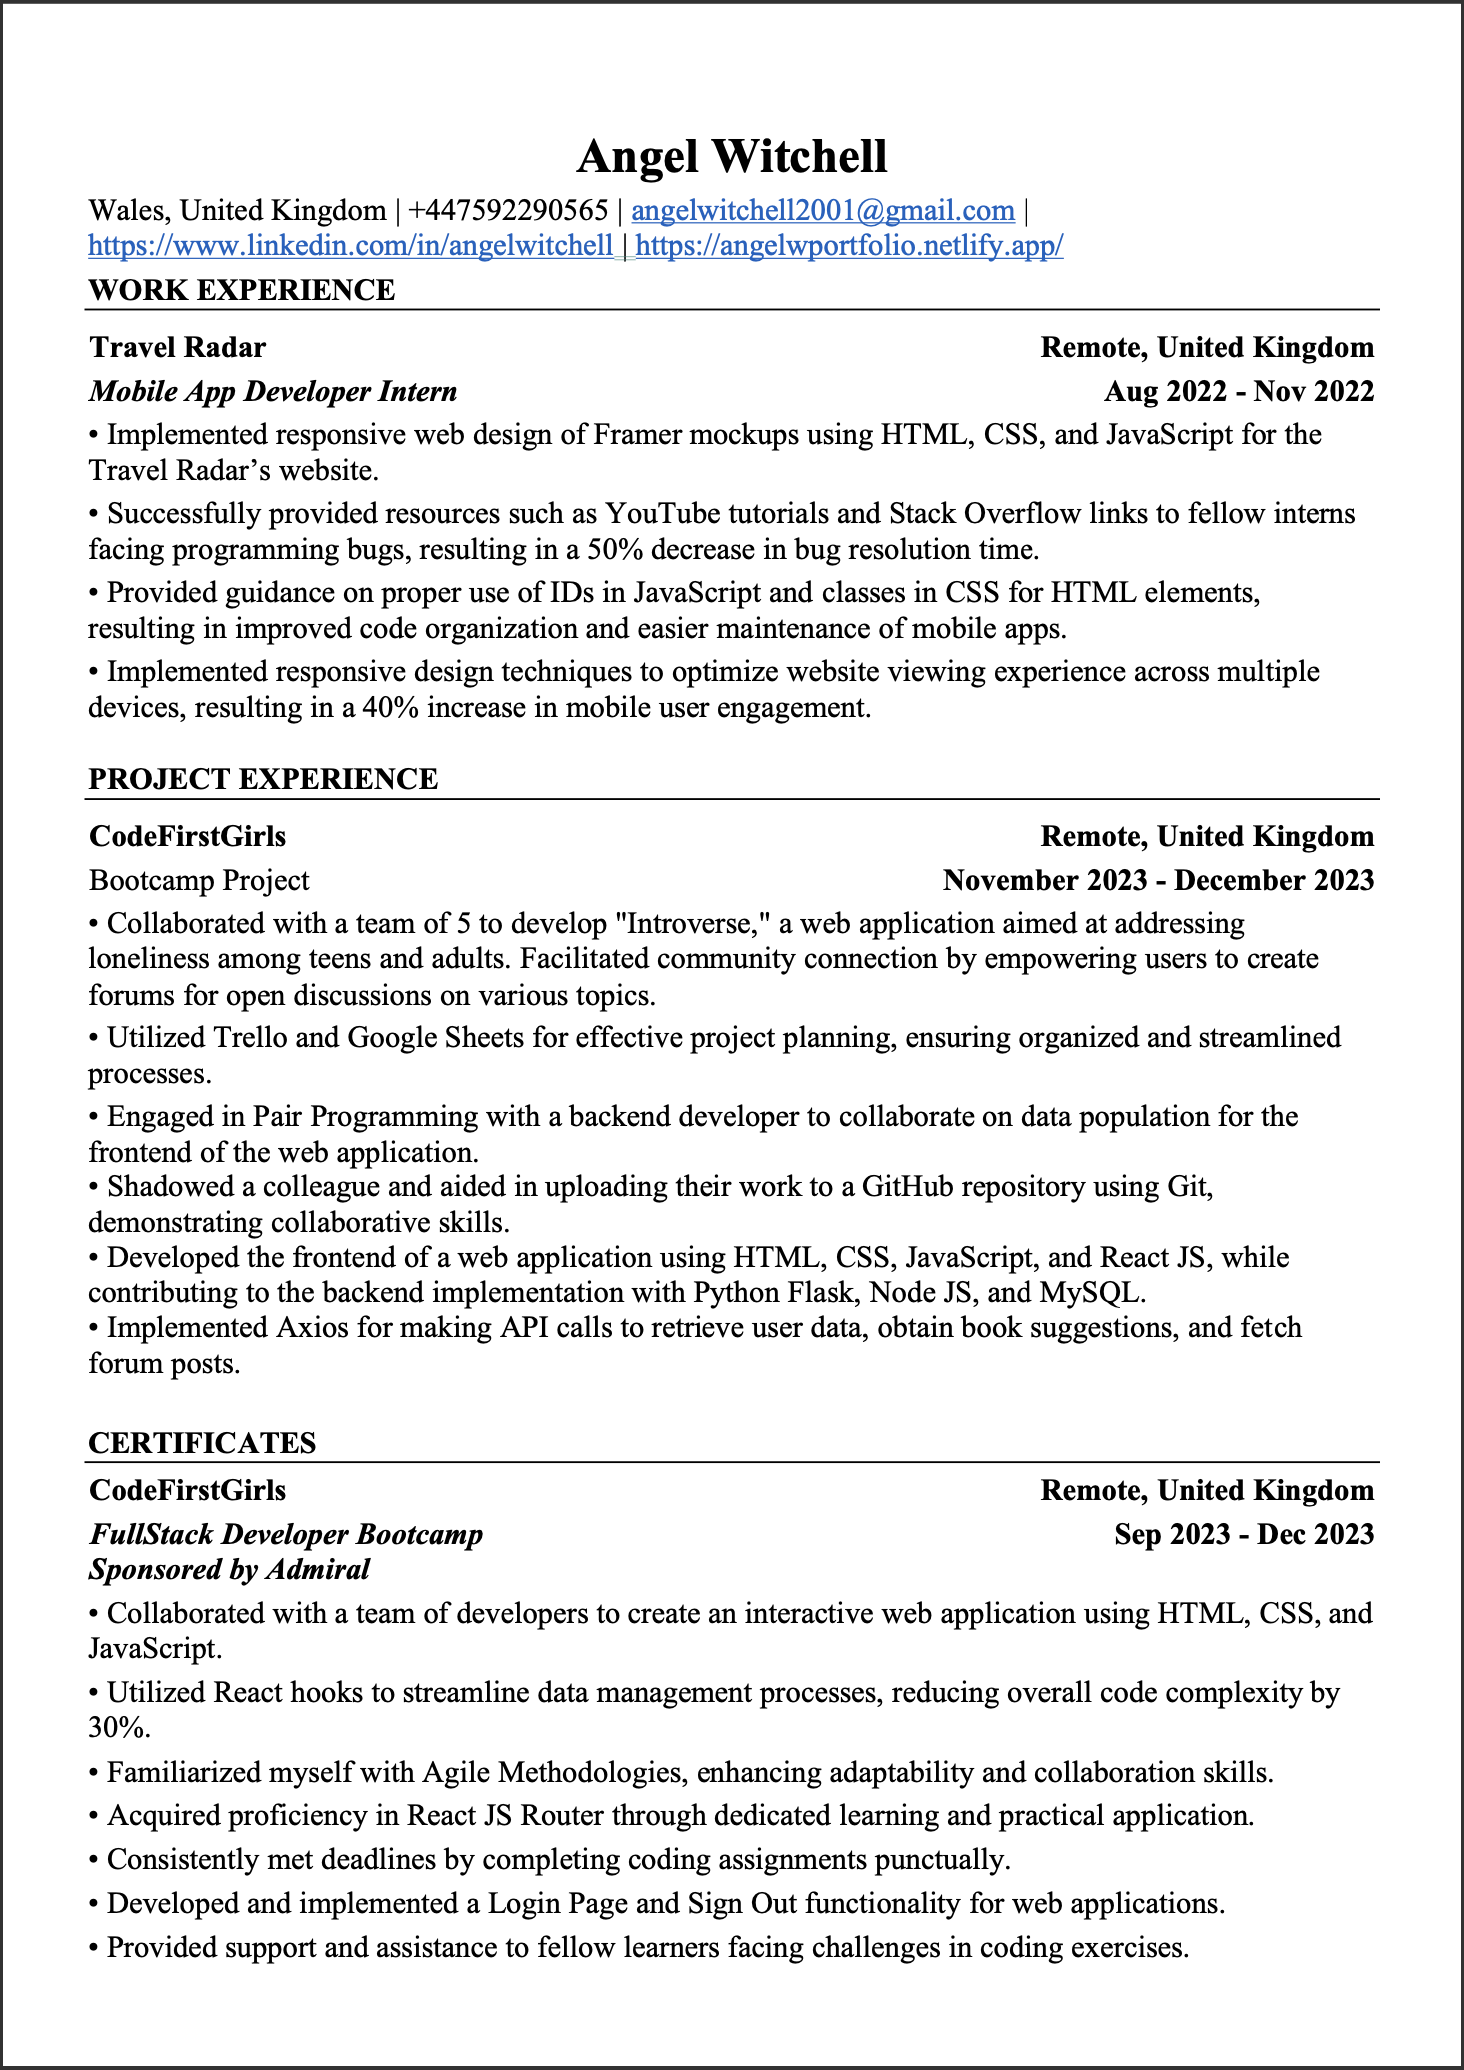 Angel Witchell
Wales, United Kingdom | +447592290565 | angelwitchell2001@gmail.com |
https://www.linkedin.com/in/angelwitchell | https://angelwportfolio.netlify.app/
WORK EXPERIENCE
Travel Radar Remote, United Kingdom
Mobile App Developer Intern Aug 2022 - Nov 2022
• Implemented responsive web design of Framer mockups using HTML, CSS, and JavaScript for the
Travel Radar’s website.
• Successfully provided resources such as YouTube tutorials and Stack Overflow links to fellow interns
facing programming bugs, resulting in a 50% decrease in bug resolution time.
• Provided guidance on proper use of IDs in JavaScript and classes in CSS for HTML elements,
resulting in improved code organization and easier maintenance of mobile apps.
• Implemented responsive design techniques to optimize website viewing experience across multiple
devices, resulting in a 40% increase in mobile user engagement.
PROJECT EXPERIENCE
CodeFirstGirls Remote, United Kingdom
Bootcamp Project November 2023 - December 2023
• Collaborated with a team of 5 to develop "Introverse," a web application aimed at addressing
loneliness among teens and adults. Facilitated community connection by empowering users to create
forums for open discussions on various topics.
• Utilized Trello and Google Sheets for effective project planning, ensuring organized and streamlined
processes.
• Engaged in Pair Programming with a backend developer to collaborate on data population for the
frontend of the web application.
• Shadowed a colleague and aided in uploading their work to a GitHub repository using Git,
demonstrating collaborative skills.
• Developed the frontend of a web application using HTML, CSS, JavaScript, and React JS, while
contributing to the backend implementation with Python Flask, Node JS, and MySQL.
• Implemented Axios for making API calls to retrieve user data, obtain book suggestions, and fetch
forum posts.
CERTIFICATES
CodeFirstGirls Remote, United Kingdom
FullStack Developer Bootcamp Sep 2023 - Dec 2023
Sponsored by Admiral
• Collaborated with a team of developers to create an interactive web application using HTML, CSS, and
JavaScript.
• Utilized React hooks to streamline data management processes, reducing overall code complexity by
30%.
• Familiarized myself with Agile Methodologies, enhancing adaptability and collaboration skills.
• Acquired proficiency in React JS Router through dedicated learning and practical application.
• Consistently met deadlines by completing coding assignments punctually.
• Developed and implemented a Login Page and Sign Out functionality for web applications.
• Provided support and assistance to fellow learners facing challenges in coding exercises.